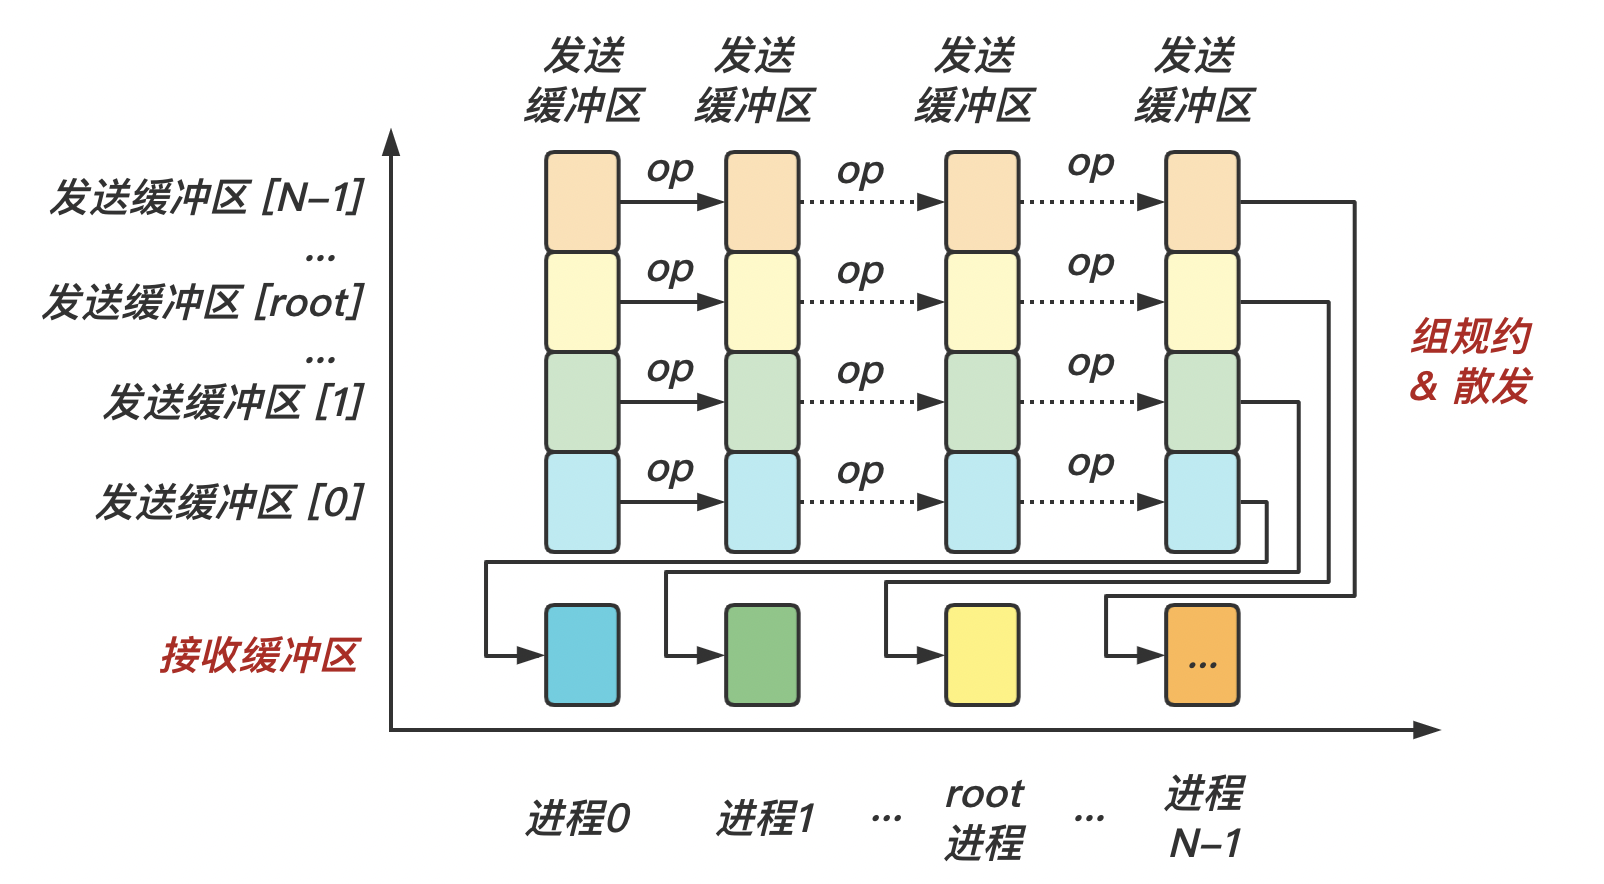 发送
缓冲区
发送
缓冲区
发送
缓冲区
发送
缓冲区
发送缓冲区 [N-1]
op
op
op
...
发送缓冲区 [root]
op
op
op
...
发送缓冲区 [1]
op
op
op
发送缓冲区 [0]
op
op
op
组规约
& 散发
接收缓冲区
...
进程0
进程1
...
root
进程
...
进程
N-1